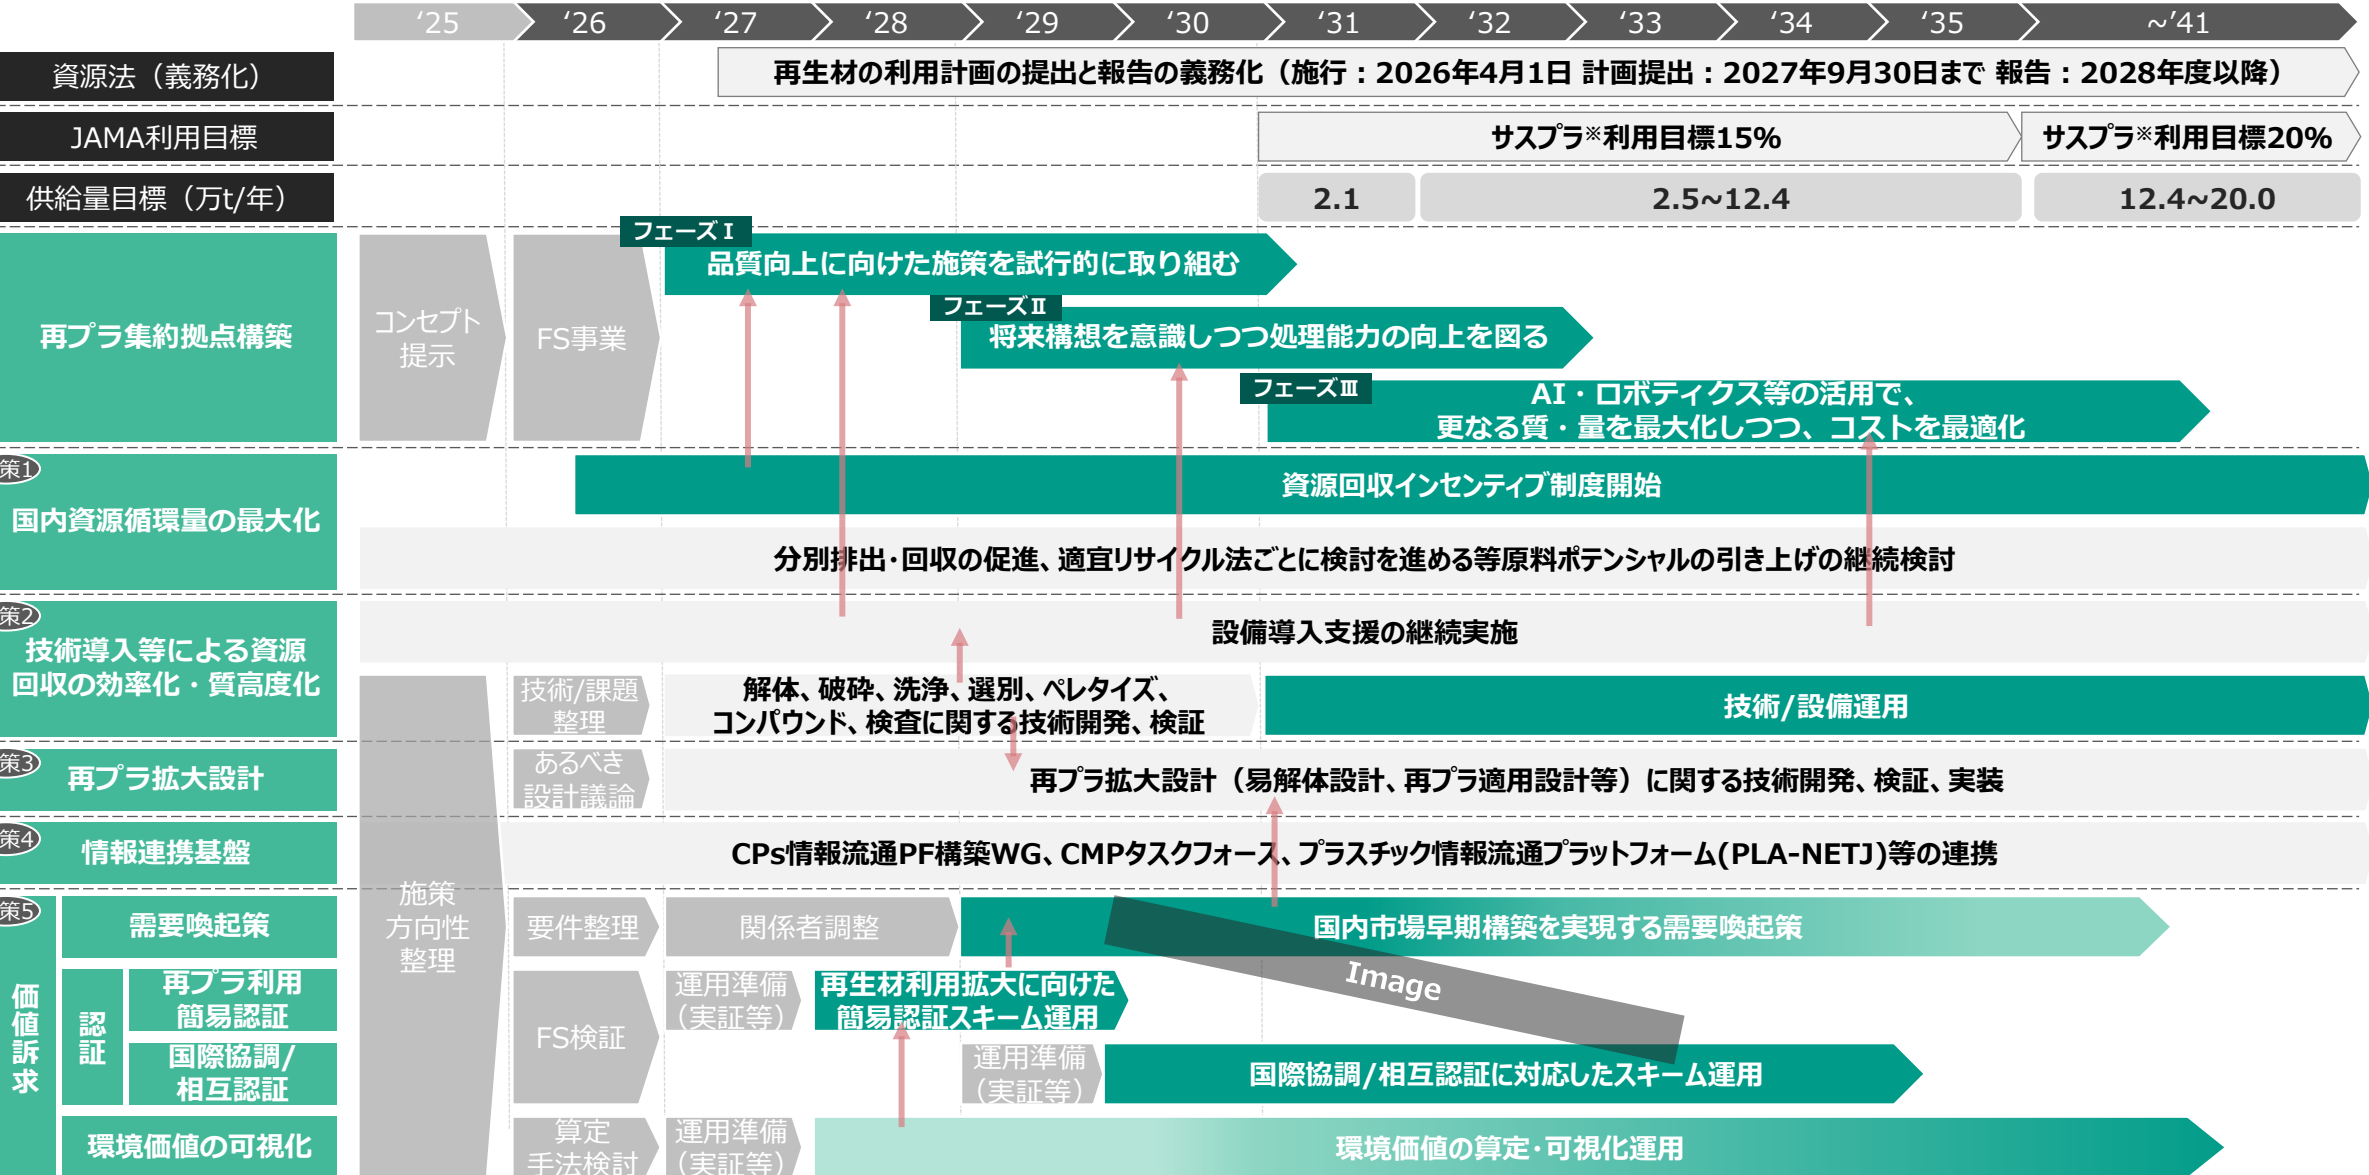 '25 '26 '27 '28 '29 '30 '31 '32 '33 '34 '35 ~'41
資源法（義務化）
再生材の利用計画の提出と報告の義務化（施行：2026年4月1日 計画提出：2027年9月30日まで 報告：2028年度以降）
JAMA利用目標
サスプラ※利用目標15%
サスプラ※利用目標20%
供給量目標（万t/年）
2.1
2.5~12.4
12.4~20.0
再プラ集約拠点構築
コンセプト
提示
FS事業
フェーズⅠ
品質向上に向けた施策を試行的に取り組む
フェーズⅡ
将来構想を意識しつつ処理能力の向上を図る
フェーズⅢ
AI・ロボティクス等の活用で、
更なる質・量を最大化しつつ、コストを最適化
策1
国内資源循環量の最大化
資源回収インセンティブ制度開始
分別排出･回収の促進、適宜リサイクル法ごとに検討を進める等原料ポテンシャルの引き上げの継続検討
策2
技術導入等による資源
回収の効率化・質高度化
設備導入支援の継続実施
施策
方向性
整理
技術/課題
整理
解体、破砕、洗浄、選別、ペレタイズ、
コンパウンド、検査に関する技術開発、検証
技術/設備運用
策3
再プラ拡大設計
あるべき
設計議論
再プラ拡大設計（易解体設計、再プラ適用設計等）に関する技術開発、検証、実装
策4
情報連携基盤
CPs情報流通PF構築WG、CMPタスクフォース、プラスチック情報流通プラットフォーム(PLA-NETJ)等の連携
策5
価値訴求
需要喚起策
要件整理
関係者調整
国内市場早期構築を実現する需要喚起策
認証
再プラ利用
簡易認証
FS検証
運用準備
（実証等）
再生材利用拡大に向けた
簡易認証スキーム運用
Image
国際協調/
相互認証
運用準備
（実証等）
国際協調/相互認証に対応したスキーム運用
環境価値の可視化
算定
手法検討
運用準備
（実証等）
環境価値の算定･可視化運用